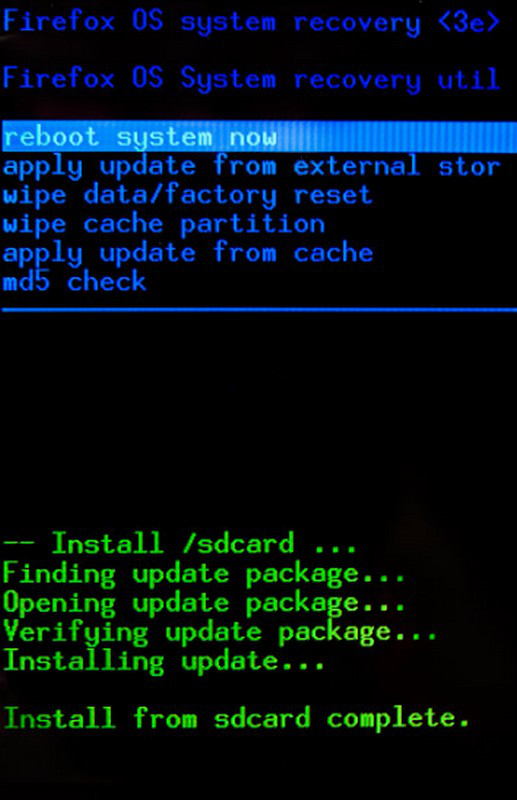 Firefox OS system recovery <3e>
Firefox OS System recovery util
reboot system now
apply update from external stor
wipe data/factory reset
wipe cache partition
apply update from cache
md5 check
-- Install /sdcard ...
Finding update package...
Opening update package...
Verifying update package...
Installing update...
Install from sdcard complete.